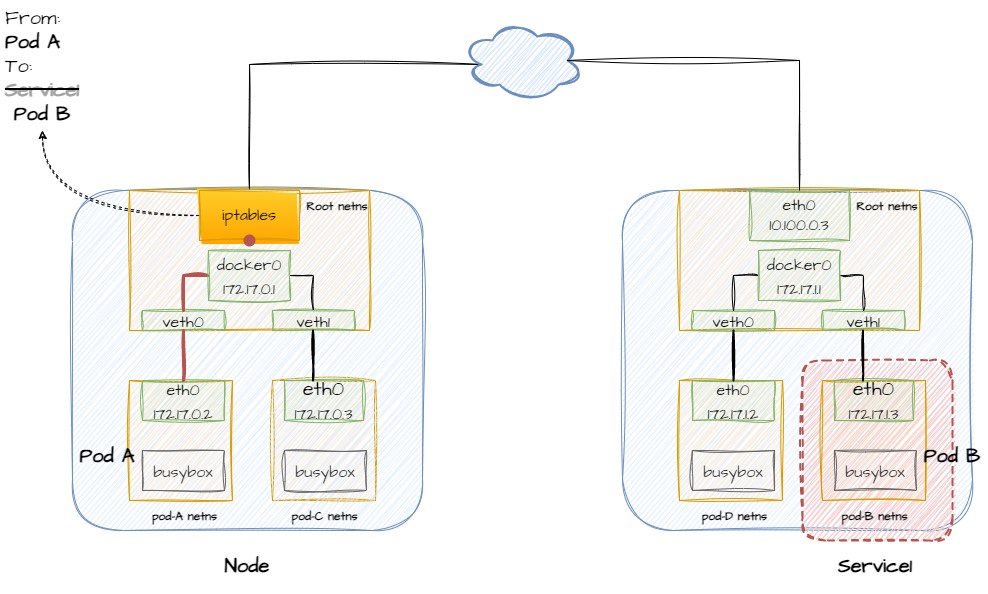 From:
Pod A
To:
Service1
Pod B
iptables
Root netns
docker0
172.17.0.1
veth0
veth1
eth0
172.17.0.2
eth0
172.17.0.3
Pod A
busybox
busybox
pod-A netns
pod-C netns
Node
eth0
10.100.0.3
Root netns
docker0
172.17.1.1
veth0
veth1
eth0
172.17.1.2
eth0
172.17.1.3
busybox
busybox
Pod B
pod-D netns
pod-B netns
Service1